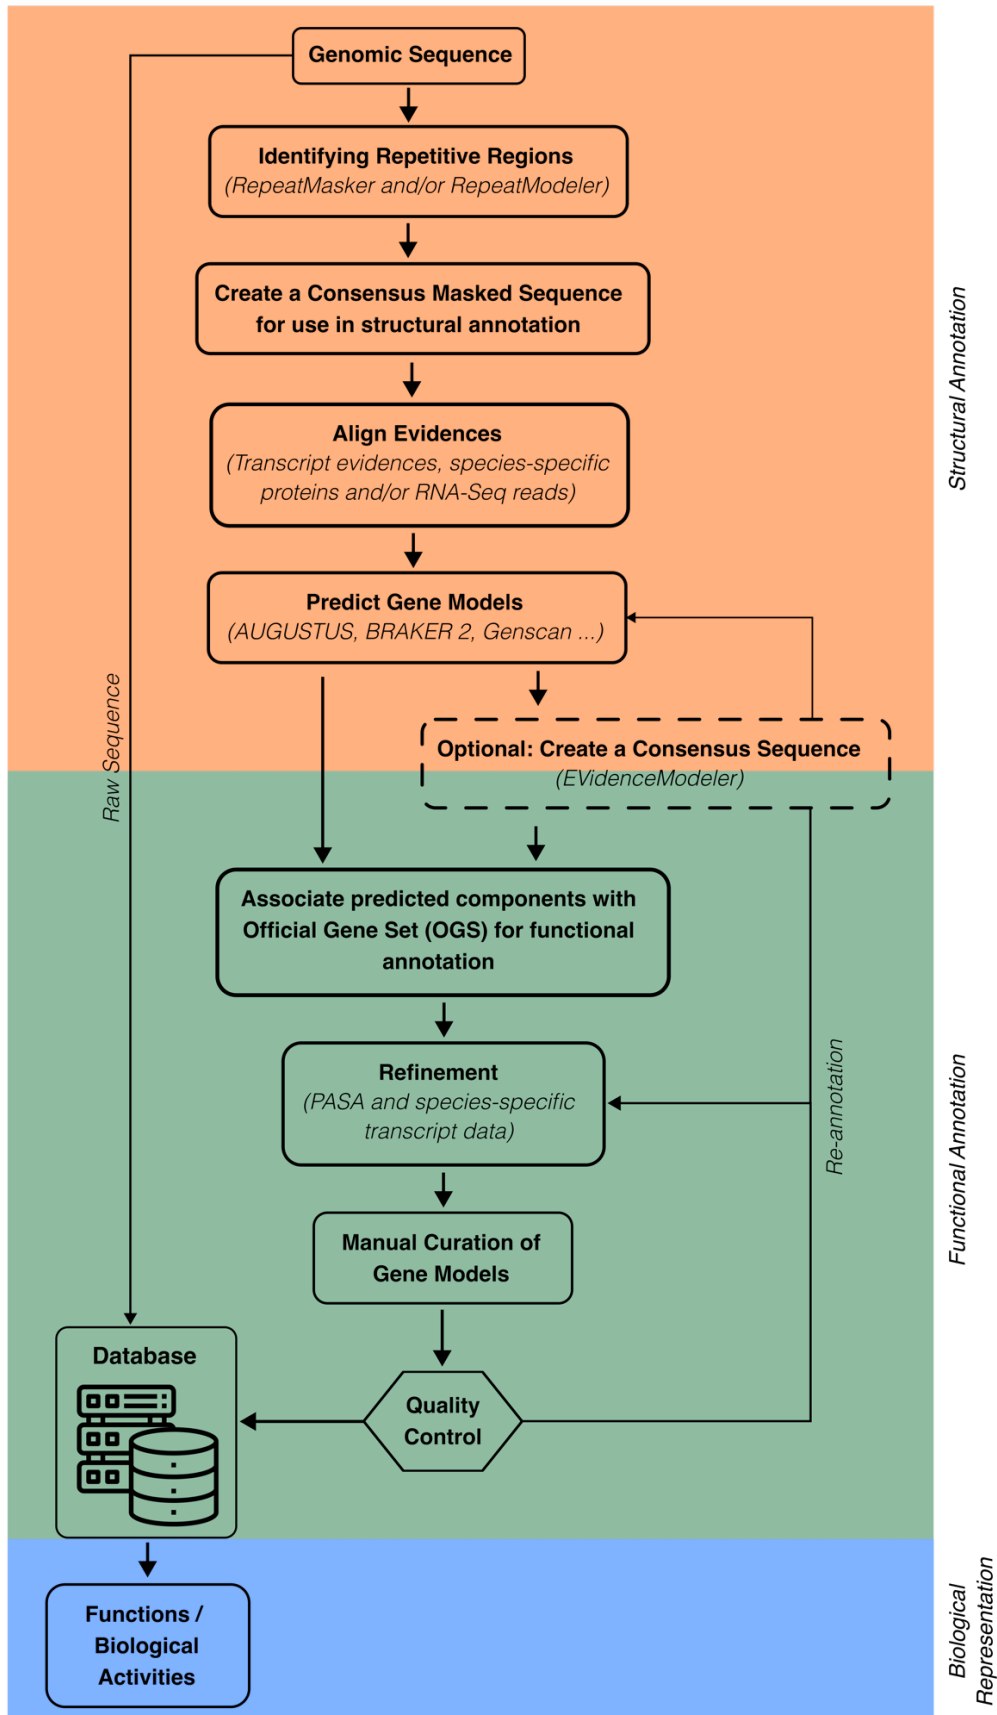 Genomic Sequence
Identifying Repetitive Regions
(RepeatMasker and/or RepeatModeler)
Create a Consensus Masked Sequence
for use in structural annotation
Align Evidences
(Transcript evidences, species-specific
proteins and/or RNA-Seq reads)
Predict Gene Models
(AUGUSTUS, BRAKER 2, Genscan ...)
Optional: Create a Consensus Sequence
(EVidenceModeler)
Structural Annotation
Raw Sequence
Associate predicted components with
Official Gene Set (OGS) for functional
annotation
Refinement
(PASA and species-specific
transcript data)
Re-annotation
Manual Curation of
Gene Models
Functional Annotation
Quality
Control
Database
Functions /
Biological
Activities
Biological
Representation